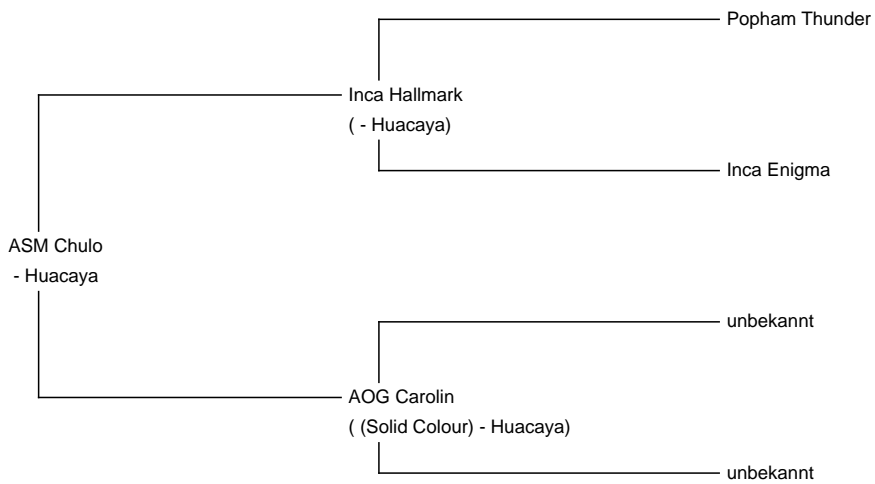 Popham Thunder
Inca Hallmark
( - Huacaya)
Inca Enigma
ASM Chulo
- Huacaya
unbekannt
AOG Carolin
( (Solid Colour) - Huacaya)
unbekannt